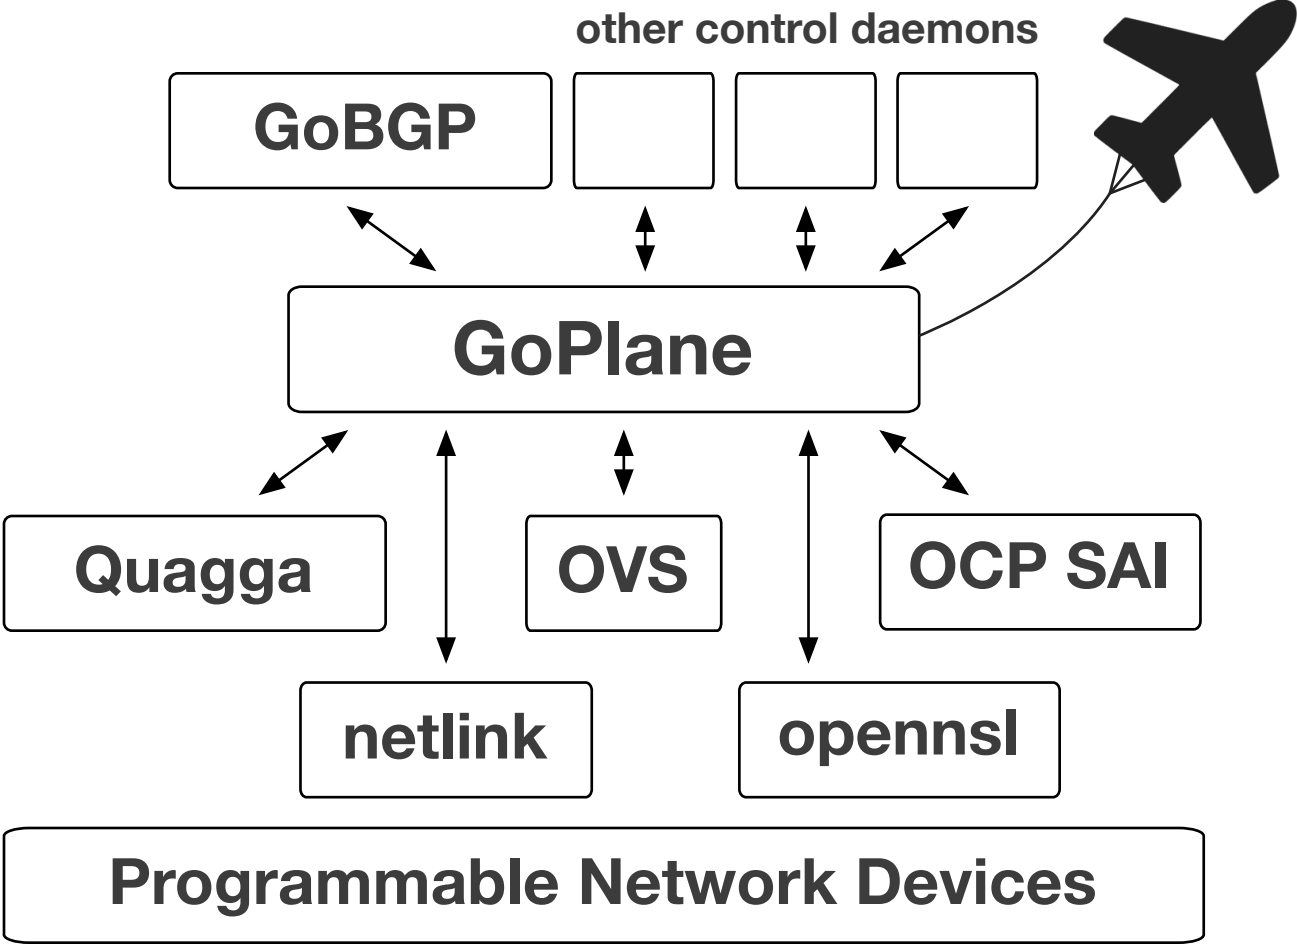 other control daemons
GoBGP
GoPlane
Quagga
OVS
OCP SAI
netlink
opennsl
Programmable Network Devices